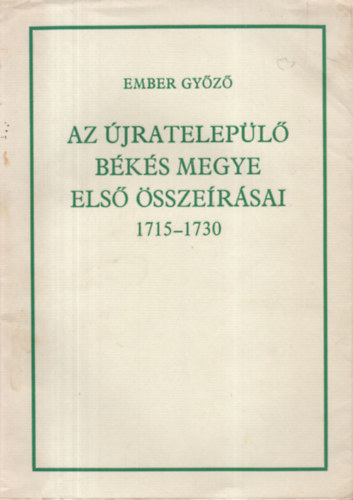 EMBER GYŐZŐ
AZ ÚJRATELEPÜLŐ
BÉKÉS MEGYE
ELSŐ ÖSSZEÍRÁSAI
1715–1730